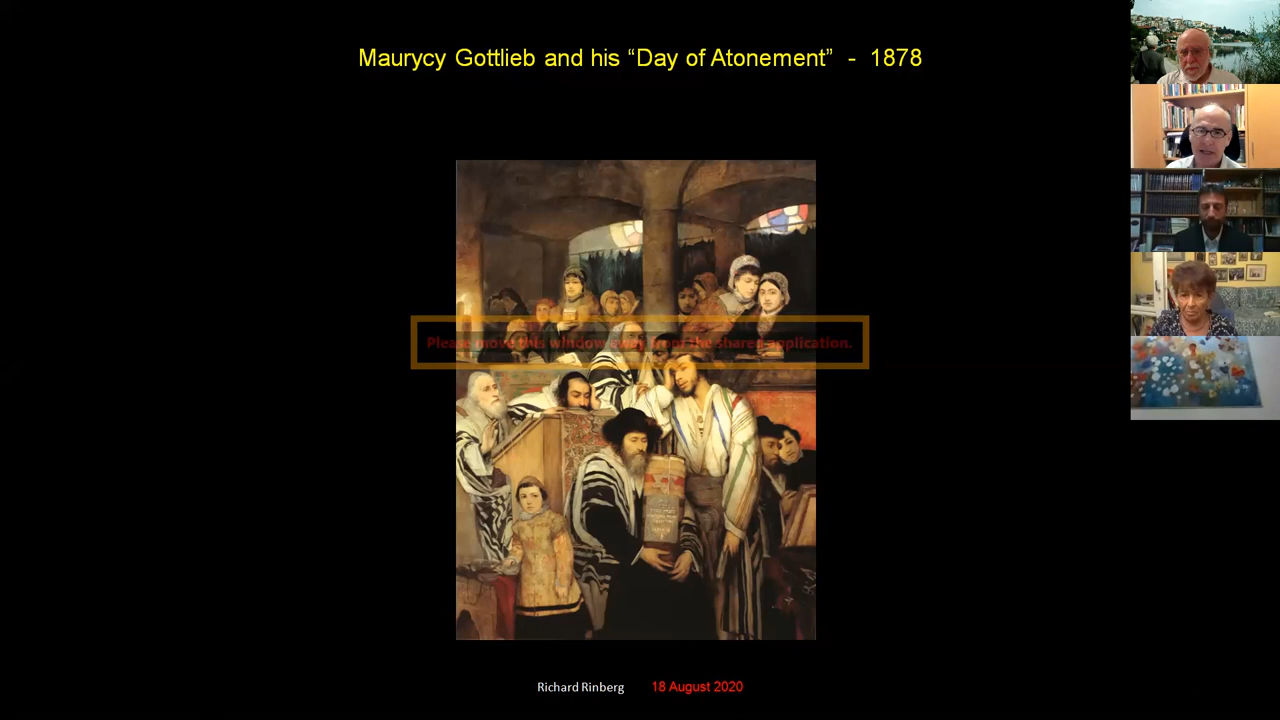 Maurycy Gottlieb and his “Day of Atonement” - 1878
Please move this window away from the shared application.
Richard Rinberg 18 August 2020